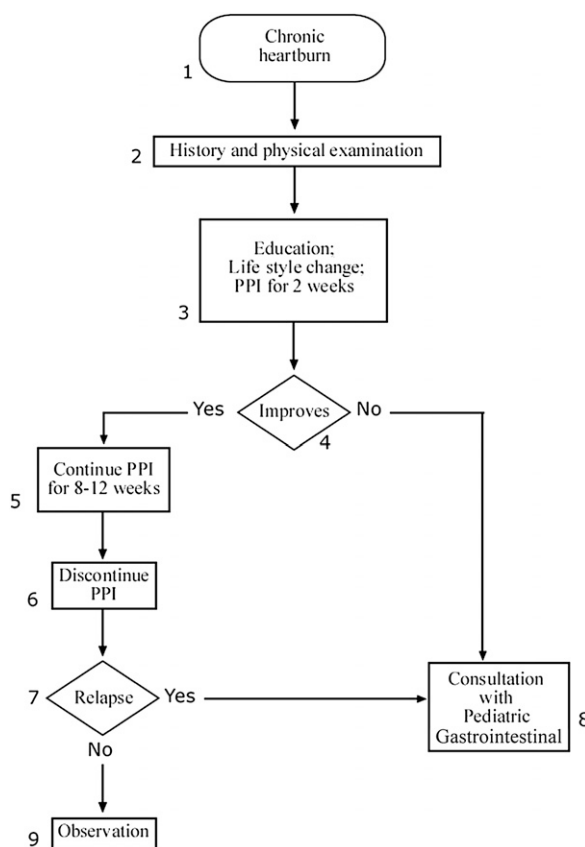 Chronic
heartburn
1
2
History and physical examination
Education;
Life style change;
PPI for 2 weeks
3
Yes
Improves
No
4
Continue PPI
for 8-12 weeks
5
Discontinue
PPI
6
7
Relapse
Yes
Consultation
with
Pediatric
Gastrointestinal
8
No
9
Observation